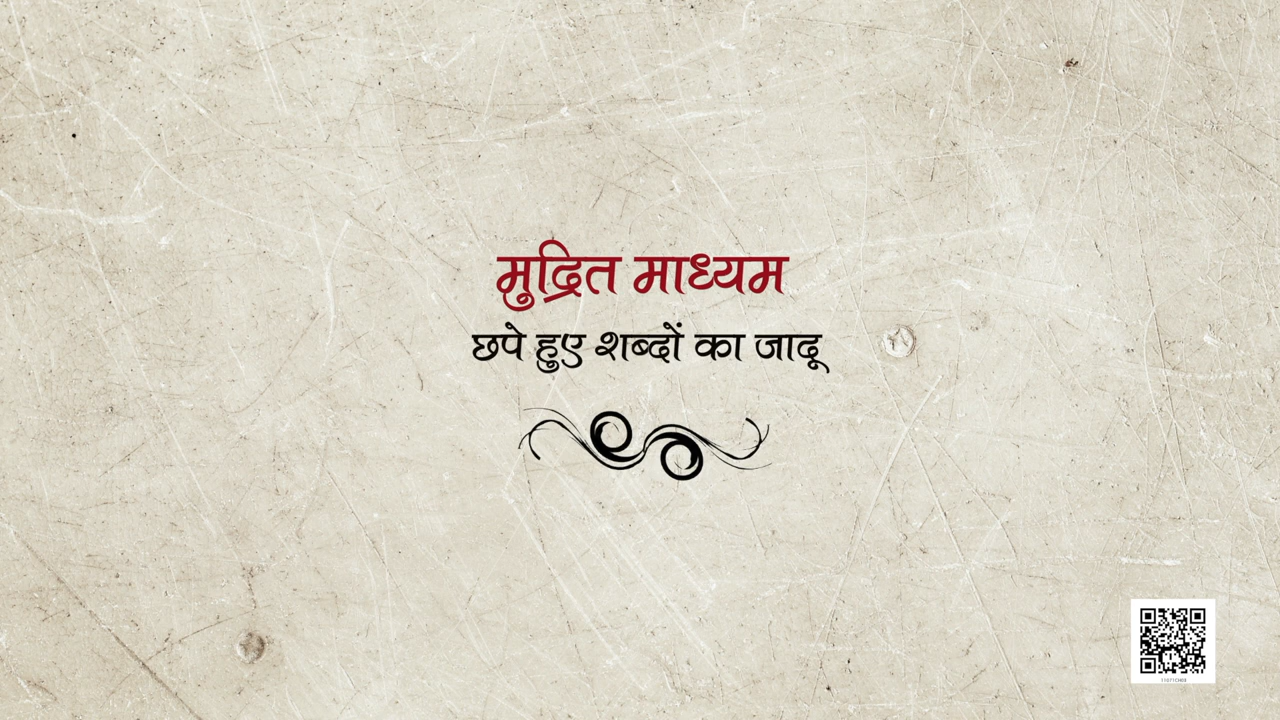 मुद्रित माध्यम
छपे हुए शब्दों का जादू